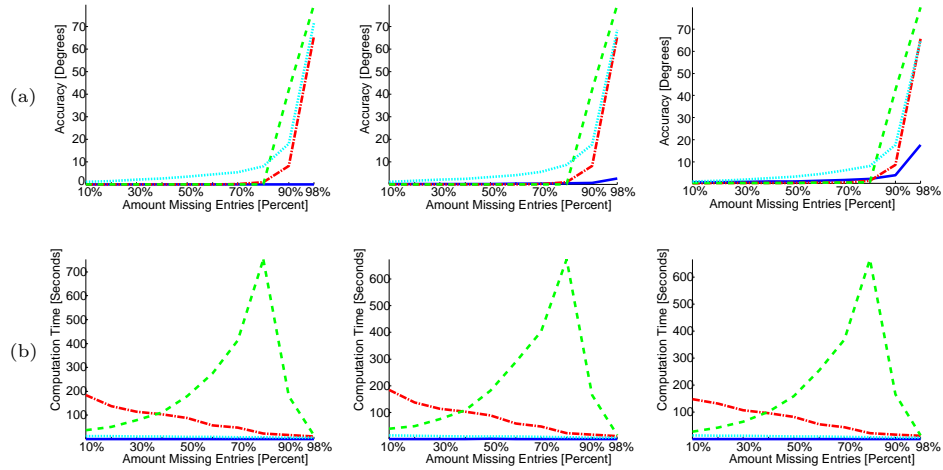 (a)
Accuracy [Degrees]
70
60
50
40
30
20
10
0
10% 30% 50% 70% 90% 98%
Amount Missing Entries [Percent]
Accuracy [Degrees]
70
60
50
40
30
20
10
10% 30% 50% 70% 90% 98%
Amount Missing Entries [Percent]
Accuracy [Degrees]
70
60
50
40
30
20
10
10% 30% 50% 70% 90% 98%
Amount Missing Entries [Percent]
(b)
Computation Time [Seconds]
700
600
500
400
300
200
100
10% 30% 50% 70% 90% 98%
Amount Missing Entries [Percent]
Computation Time [Seconds]
600
500
400
300
200
100
10% 30% 50% 70% 90% 98%
Amount Missing Entries [Percent]
Computation Time [Seconds]
600
500
400
300
200
100
10% 30% 50% 70% 90% 98%
Amount Missing Entries [Percent]